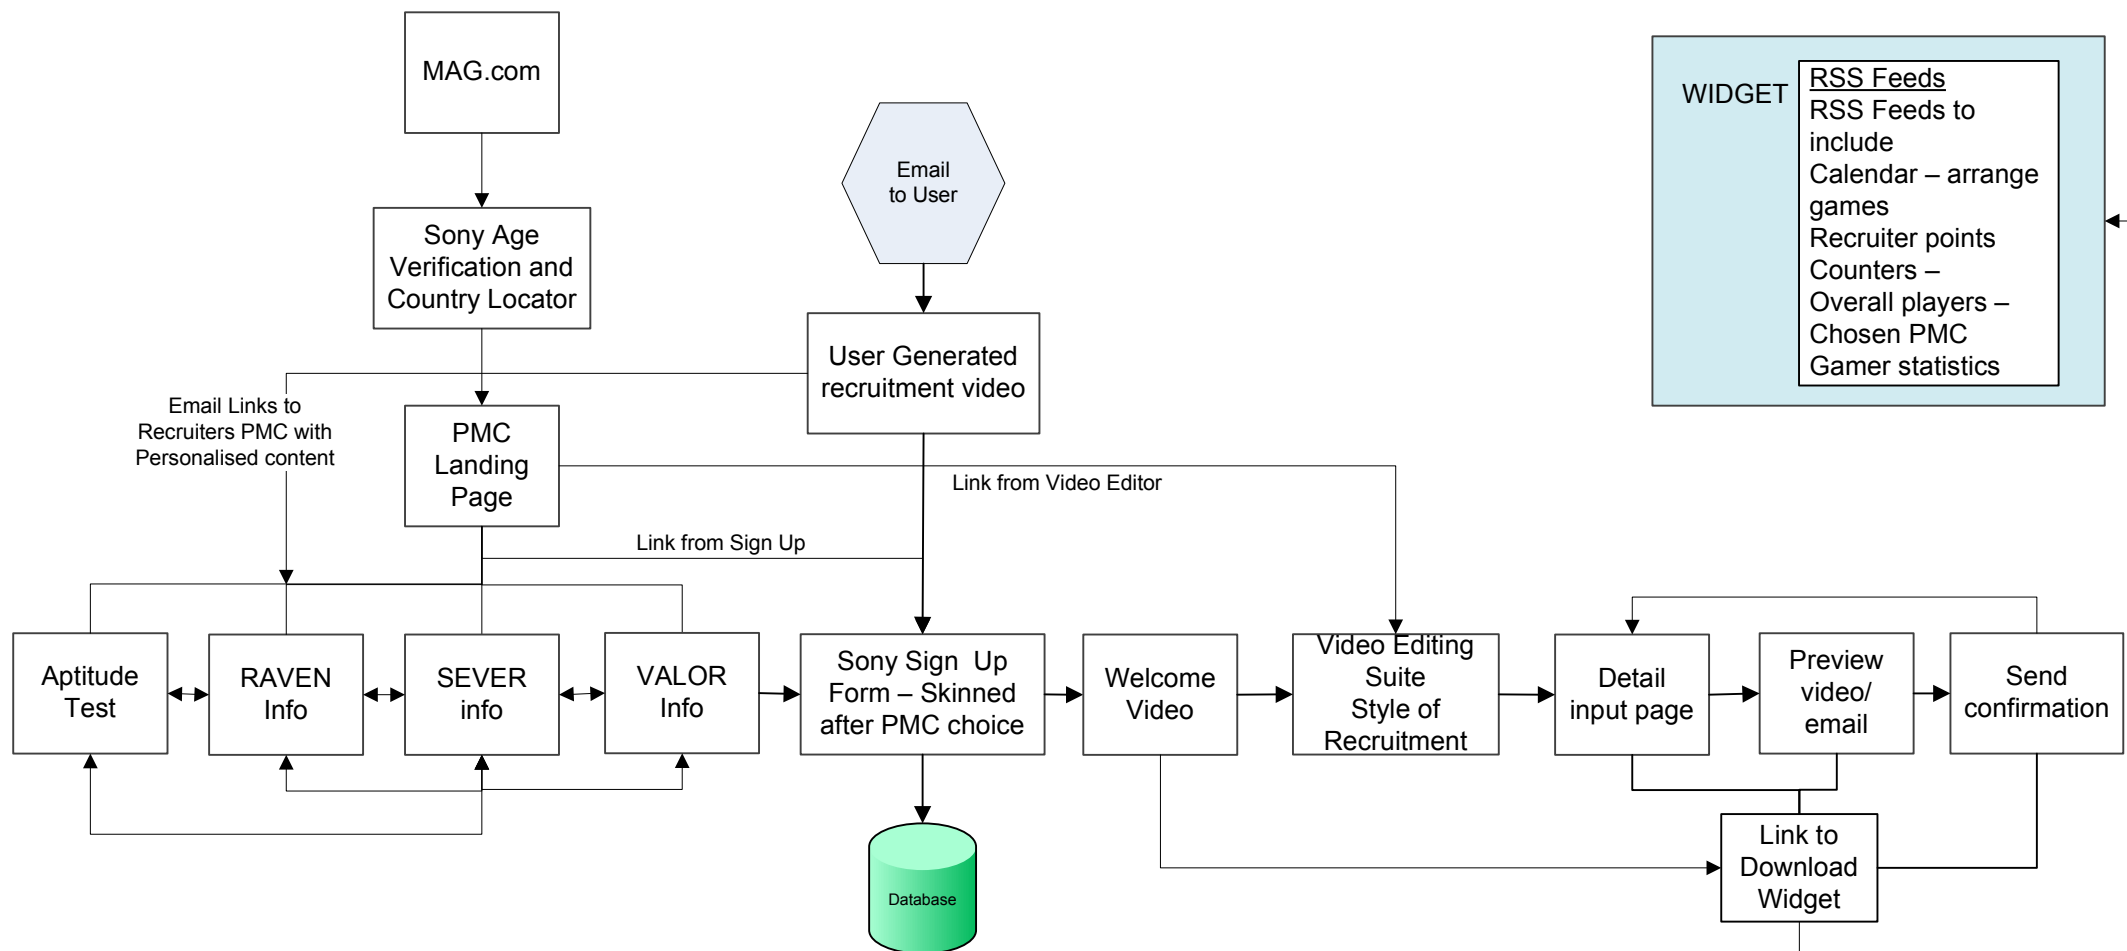 MAG.com
Email
to User
WIDGET
RSS Feeds
RSS Feeds to
include
Calendar – arrange
games
Recruiter points
Counters –
Overall players –
Chosen PMC
Gamer statistics
Sony Age
Verification and
Country Locator
User Generated
recruitment video
Email Links to
Recruiters PMC with
Personalised content
PMC
Landing
Page
Link from Video Editor
Link from Sign Up
Aptitude
Test
RAVEN
Info
SEVER
info
VALOR
Info
Sony Sign Up
Form – Skinned
after PMC choice
Welcome
Video
Video Editing
Suite
Style of
Recruitment
Detail
input page
Preview
video/
email
Send
confirmation
Database
Link to
Download
Widget